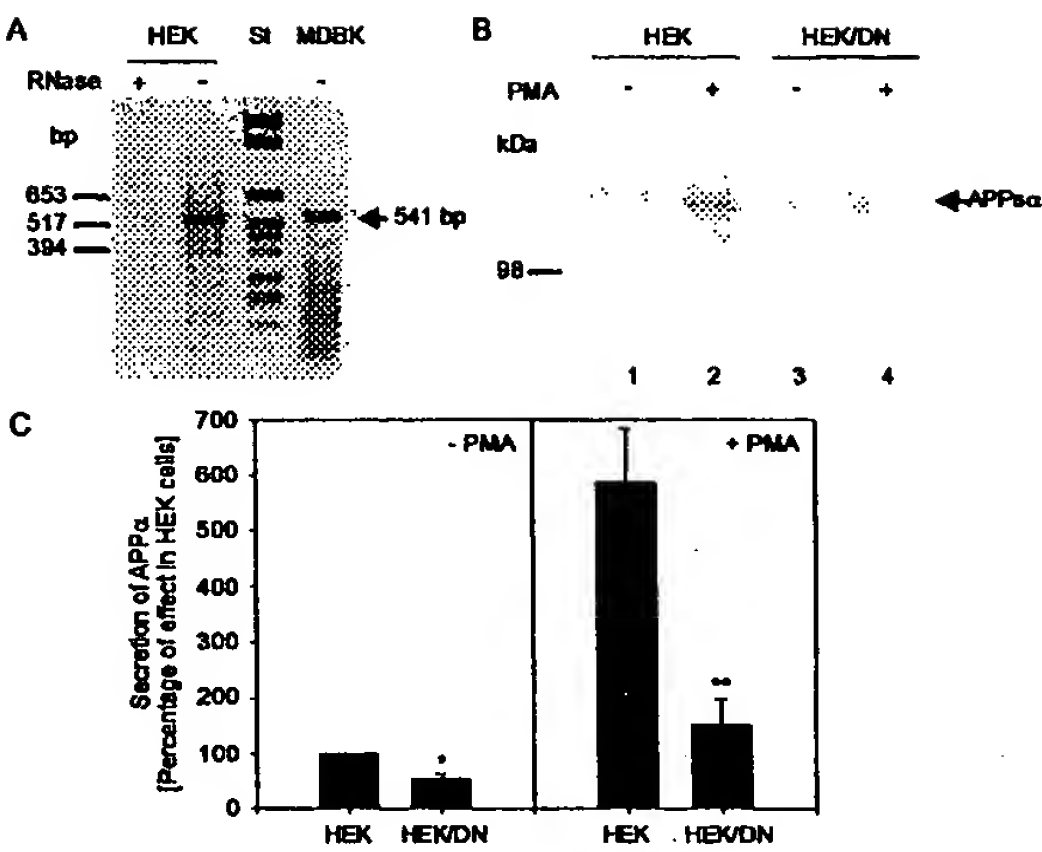 A
HEK St MDBK
RNase + - -
bp
653
517
394
541 bp
B
HEK HEK/DN
PMA - + - +
kDa
APPsα
98
1 2 3 4
C
Secretion of APPα
[Percentage of effect in HEK cells]
700
600
500
400
300
200
100
0
- PMA
+ PMA
*
**
HEK HEK/DN HEK HEK/DN